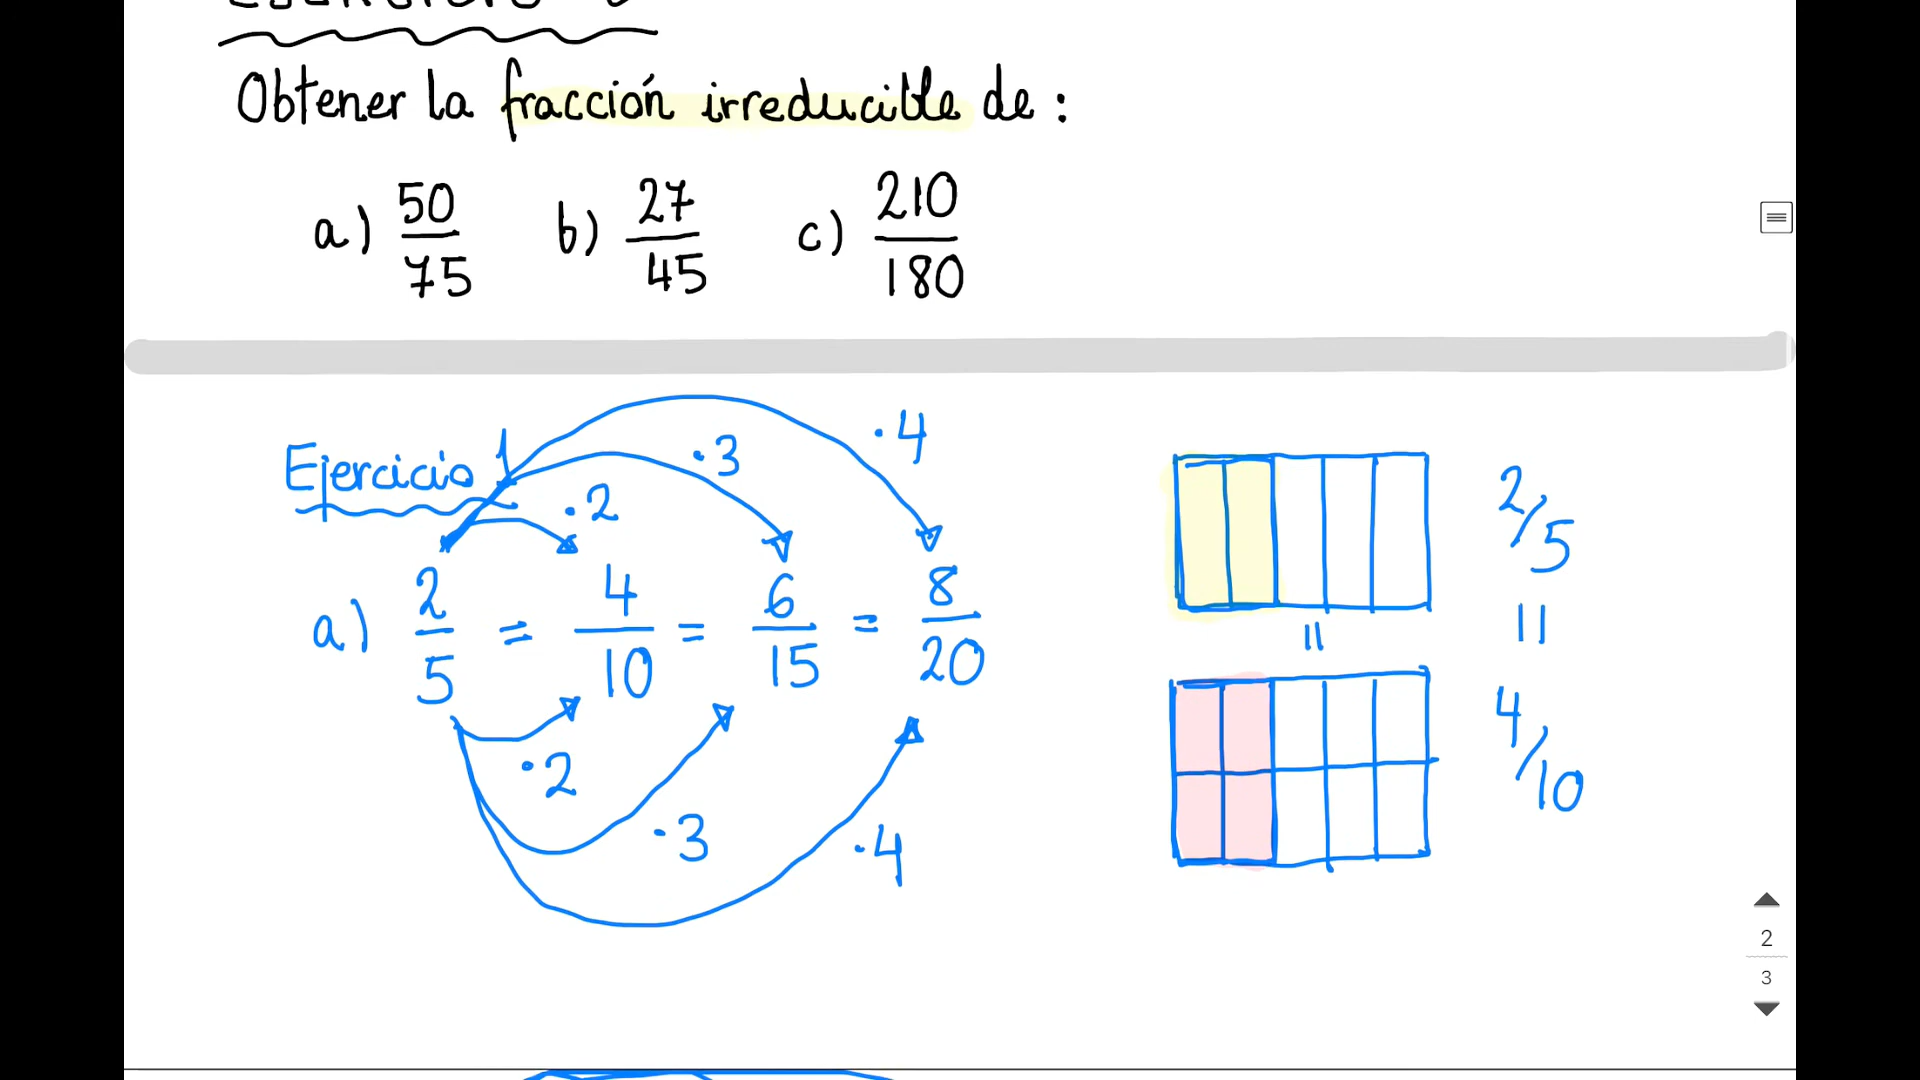 Obtener la fracción irreducible de :
a) 50/75 b) 27/45 c) 210/180
Ejercicio 1
· 2 · 3 · 4
a) 2/5 = 4/10 = 6/15 = 8/20
· 2 · 3 · 4
2/5
=
4/10
2
3